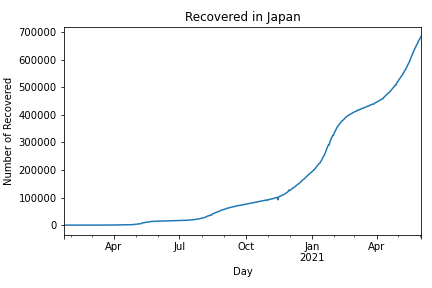 Recovered in Japan
700000
600000
500000
400000
300000
200000
100000
0
Number of Recovered
Apr Jul Oct Jan Apr
2021
Day